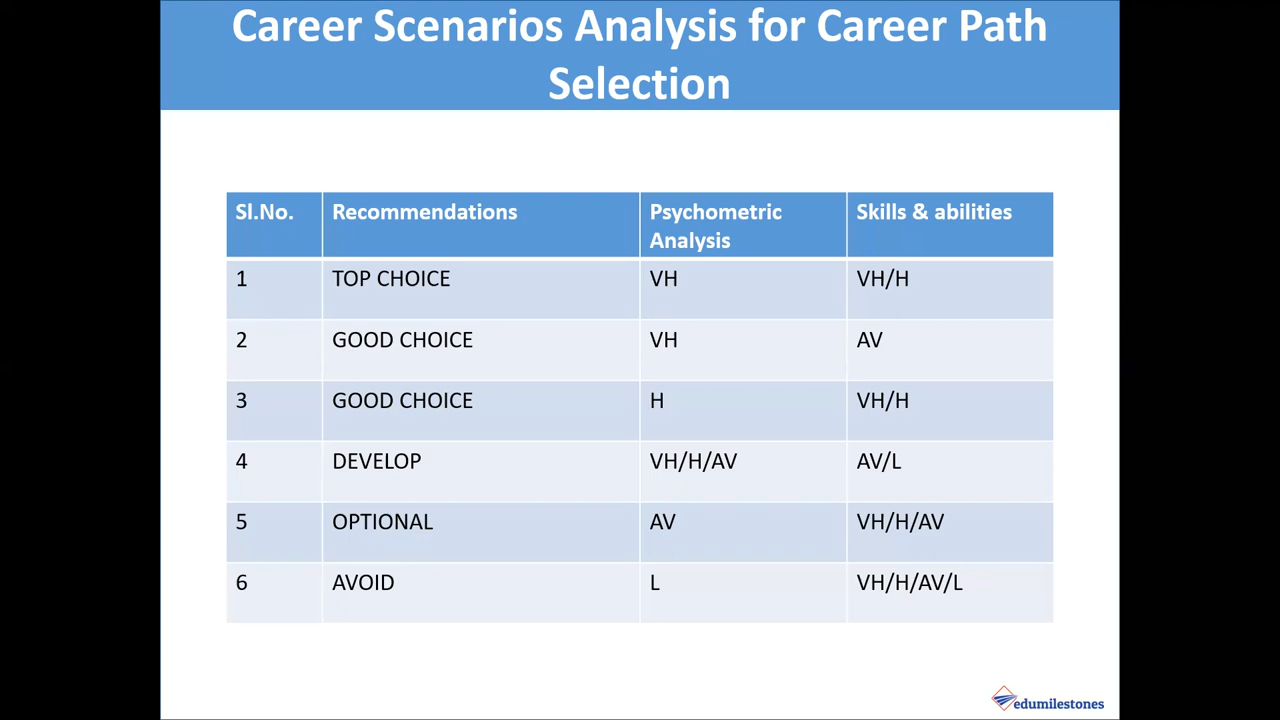 Career Scenarios Analysis for Career Path
Selection
Sl.No. Recommendations Psychometric Analysis Skills & abilities
1 TOP CHOICE VH VH/H
2 GOOD CHOICE VH AV
3 GOOD CHOICE H VH/H
4 DEVELOP VH/H/AV AV/L
5 OPTIONAL AV VH/H/AV
6 AVOID L VH/H/AV/L
edumilestones